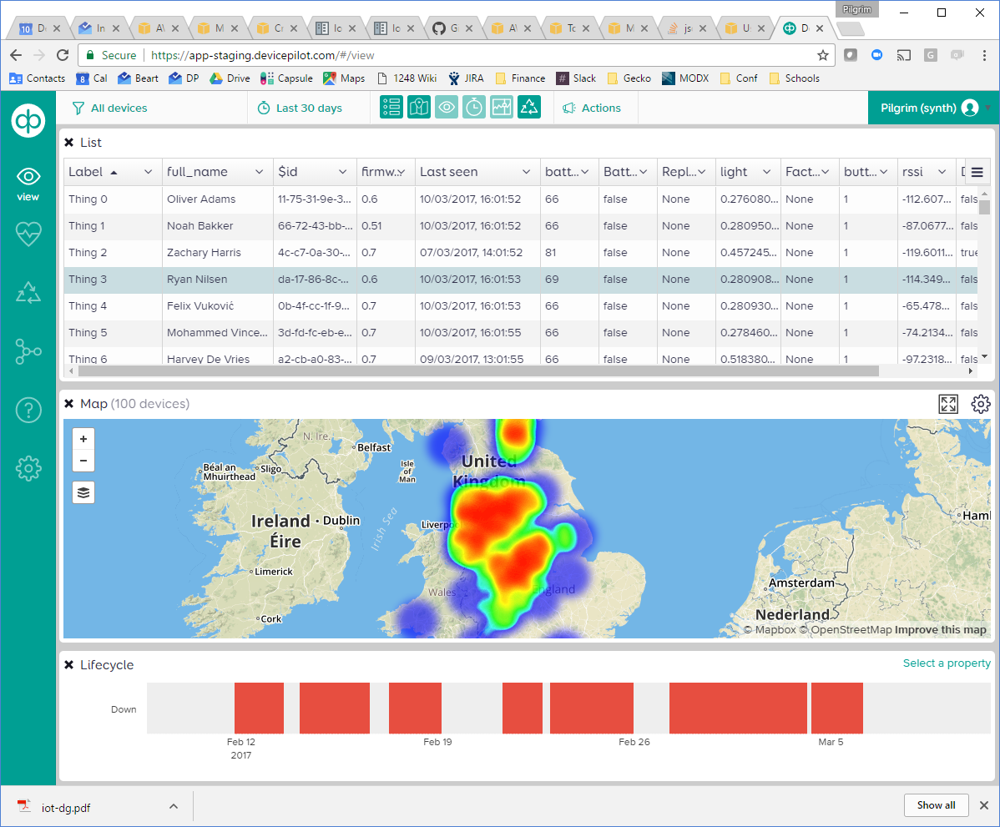 Pilgrim
10 D
In
A
M
Cr
Io
Io
G
A
To
M
js
U
D
Secure https://app-staging.devicepilot.com/#/view
Contacts 8 Cal Beart DP Drive Capsule Maps 1248 Wiki JIRA Finance # Slack Gecko MODX Conf Schools
All devices Last 30 days Actions Pilgrim (synth)
view
List
Label full_name $id firmw... Last seen batt... Batt... Repl... light Fact... butt... rssi D
Thing 0 Oliver Adams 11-75-31-9e-3... 0.6 10/03/2017, 16:01:52 66 false None 0.276080... None 1 -112.607... fals
Thing 1 Noah Bakker 66-72-43-bb-... 0.51 10/03/2017, 16:01:52 66 false None 0.280950... None 1 -87.0677... fals
Thing 2 Zachary Harris 4c-c7-0a-30-... 0.7 07/03/2017, 14:01:52 81 false None 0.457245... None 1 -119.6011... true
Thing 3 Ryan Nilsen da-17-86-8c-... 0.6 10/03/2017, 16:01:53 69 false None 0.280908... None 1 -114.349... fals
Thing 4 Felix Vuković 0b-4f-cc-1f-9... 0.7 10/03/2017, 16:01:53 66 false None 0.280930... None 1 -65.478... fals
Thing 5 Mohammed Vince... 3d-fd-fc-eb-e... 0.7 10/03/2017, 16:01:55 66 false None 0.278460... None 1 -74.2134... fals
Thing 6 Harvey De Vries a2-cb-a0-83-... 0.7 09/03/2017, 13:01:55 66 false None 0.518380... None 1 -97.2318... fals
Map (100 devices)
+
−
N. Ire.
Belfast
Béal an
Mhuirthead
Sligo
Isle
of
Man
United
Kingdom
Ireland
Éire
Dublin
Irish Sea
Liverpo
Limerick
Wales
England
Cork
Ham
Amsterdam
Nederland
© Mapbox © OpenStreetMap Improve this map
Lifecycle
Select a property
Down
Feb 12 Feb 19 Feb 26 Mar 5
2017
iot-dg.pdf
Show all